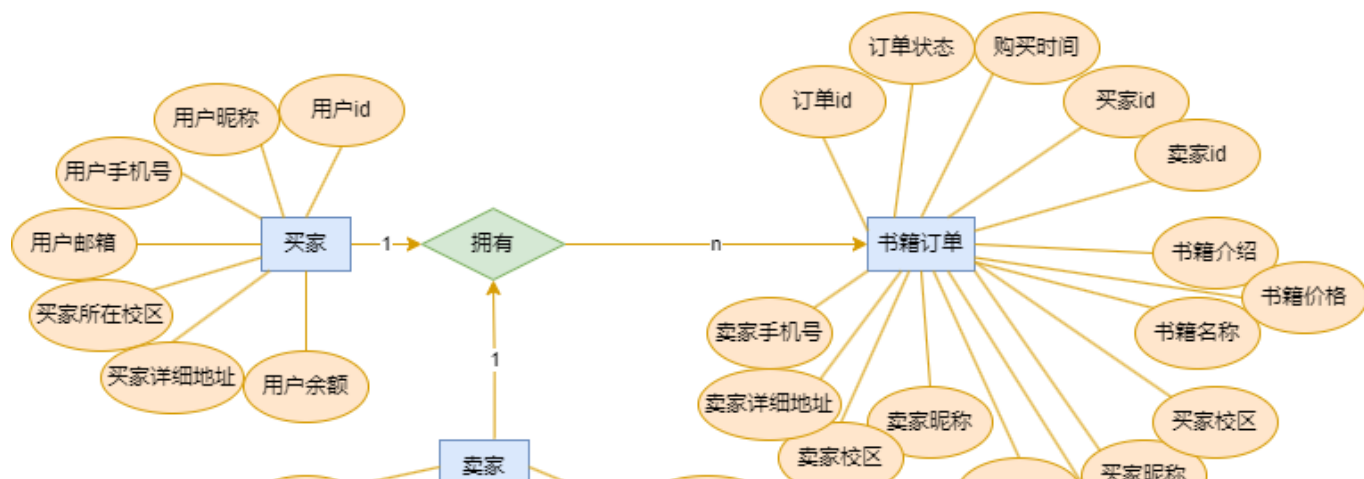 订单状态
购买时间
订单id
买家id
用户昵称
用户id
用户手机号
卖家id
用户邮箱
买家
1
拥有
n
书籍订单
书籍介绍
书籍价格
买家所在校区
卖家手机号
书籍名称
1
买家详细地址
用户余额
卖家详细地址
卖家昵称
买家校区
卖家校区
卖家
买家昵称